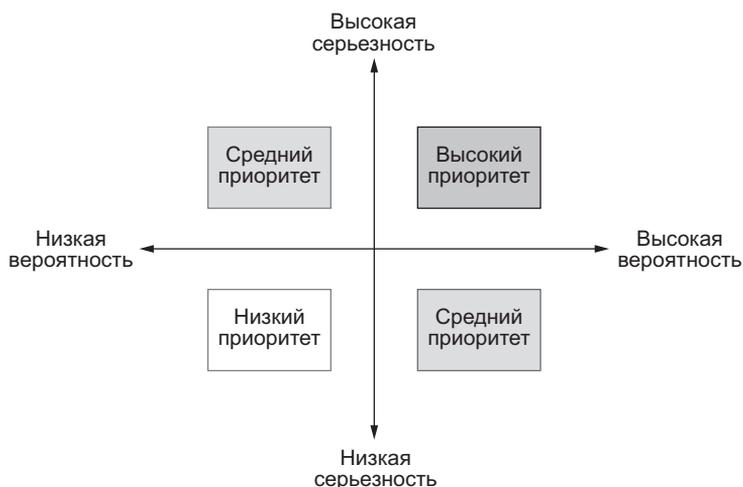 Высокая
серьезность
Средний
приоритет
Высокий
приоритет
Низкая
вероятность
Высокая
вероятность
Низкий
приоритет
Средний
приоритет
Низкая
серьезность